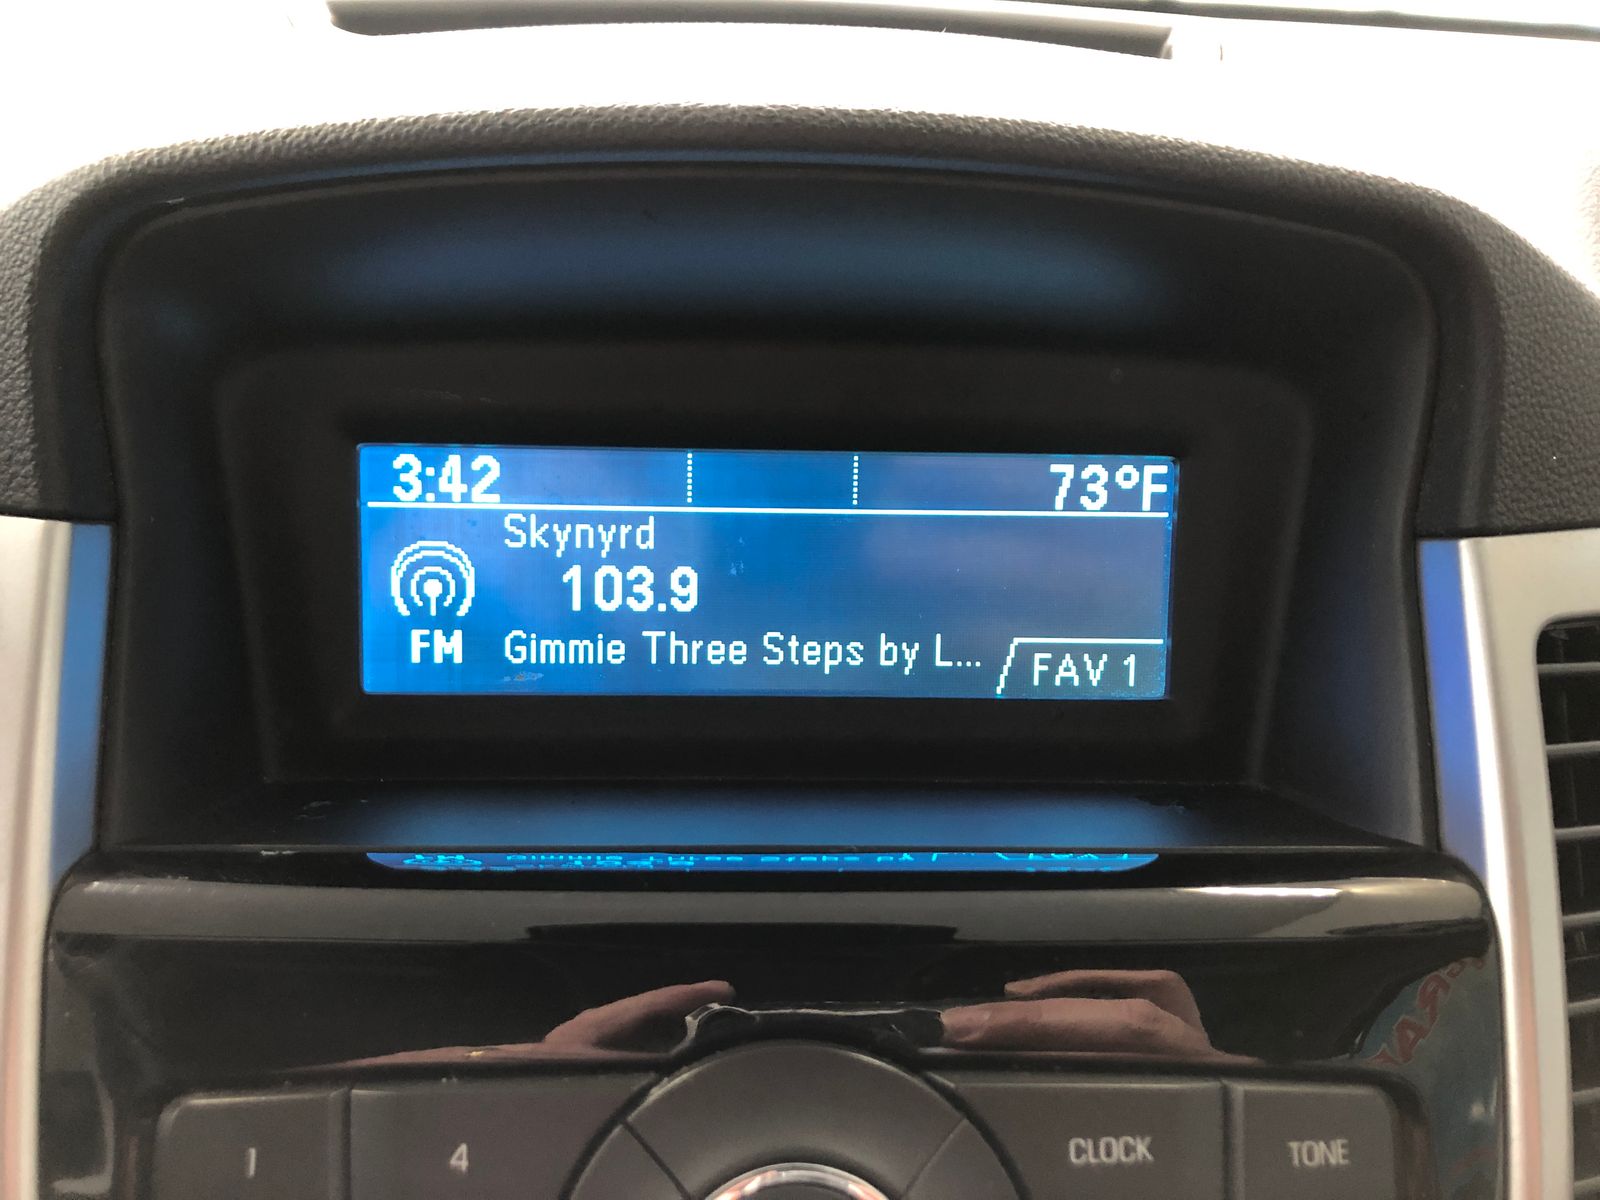 3:42 73°F
Skynyrd
103.9
FM Gimmie Three Steps by L... FAV 1
1 4 CLOCK TONE